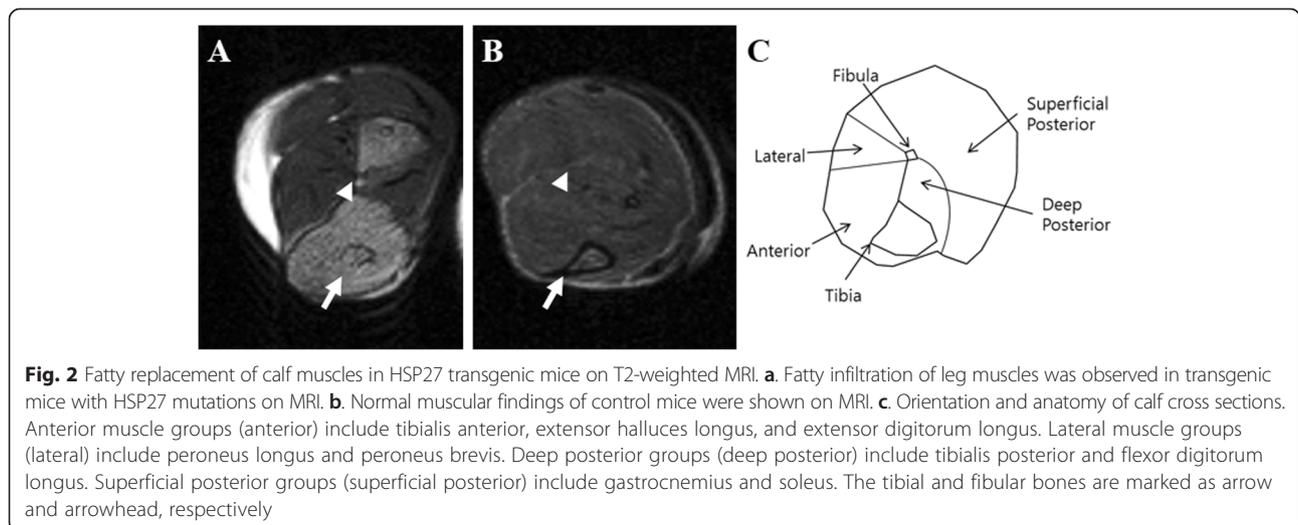 A
B
C
Fibula
Superficial
Posterior
Lateral
Deep
Posterior
Anterior
Tibia
Fig. 2 Fatty replacement of calf muscles in HSP27 transgenic mice on T2-weighted MRI. a. Fatty infiltration of leg muscles was observed in transgenic
mice with HSP27 mutations on MRI. b. Normal muscular findings of control mice were shown on MRI. c. Orientation and anatomy of calf cross sections.
Anterior muscle groups (anterior) include tibialis anterior, extensor halluces longus, and extensor digitorum longus. Lateral muscle groups
(lateral) include peroneus longus and peroneus brevis. Deep posterior groups (deep posterior) include tibialis posterior and flexor digitorum
longus. Superficial posterior groups (superficial posterior) include gastrocnemius and soleus. The tibial and fibular bones are marked as arrow
and arrowhead, respectively